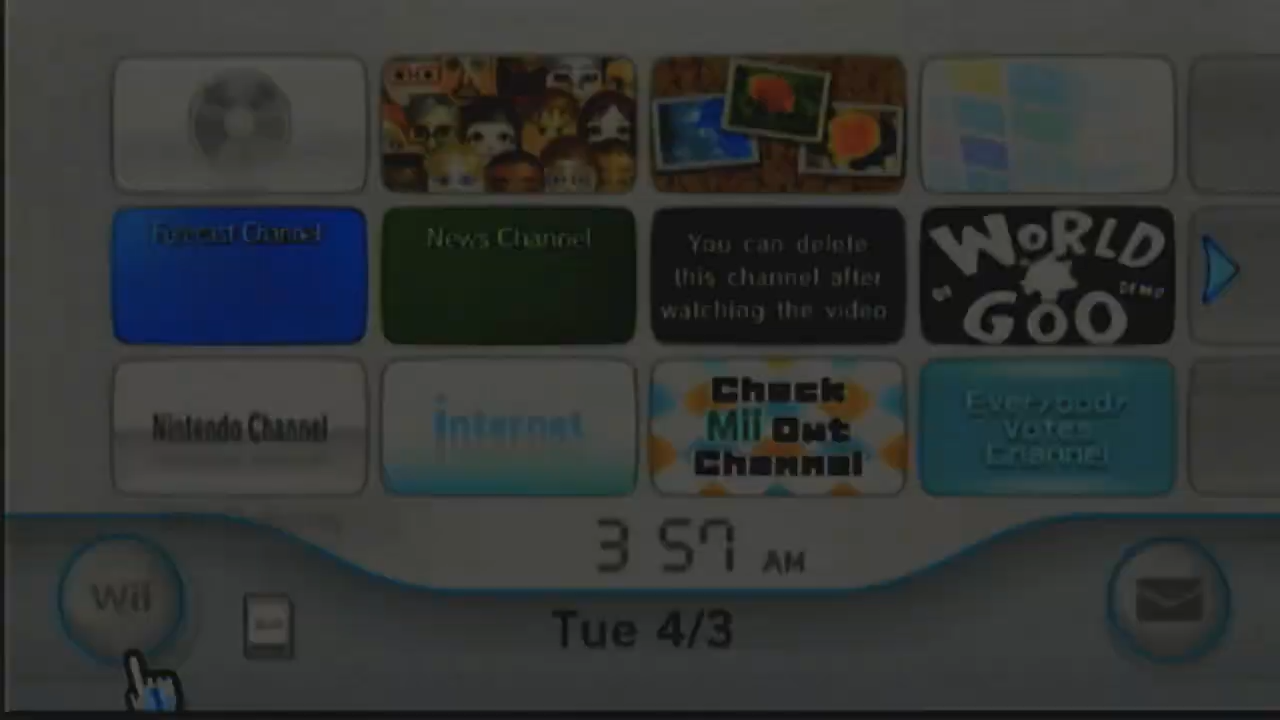 Forecast Channel
News Channel
You can delete
this channel after
watching the video
WORLD
OF
GOO
DEMO
Nintendo Channel
internet
Check
Mii Out
Channel
Everybody
Votes
Channel
3 57 AM
Wii
Tue 4/3